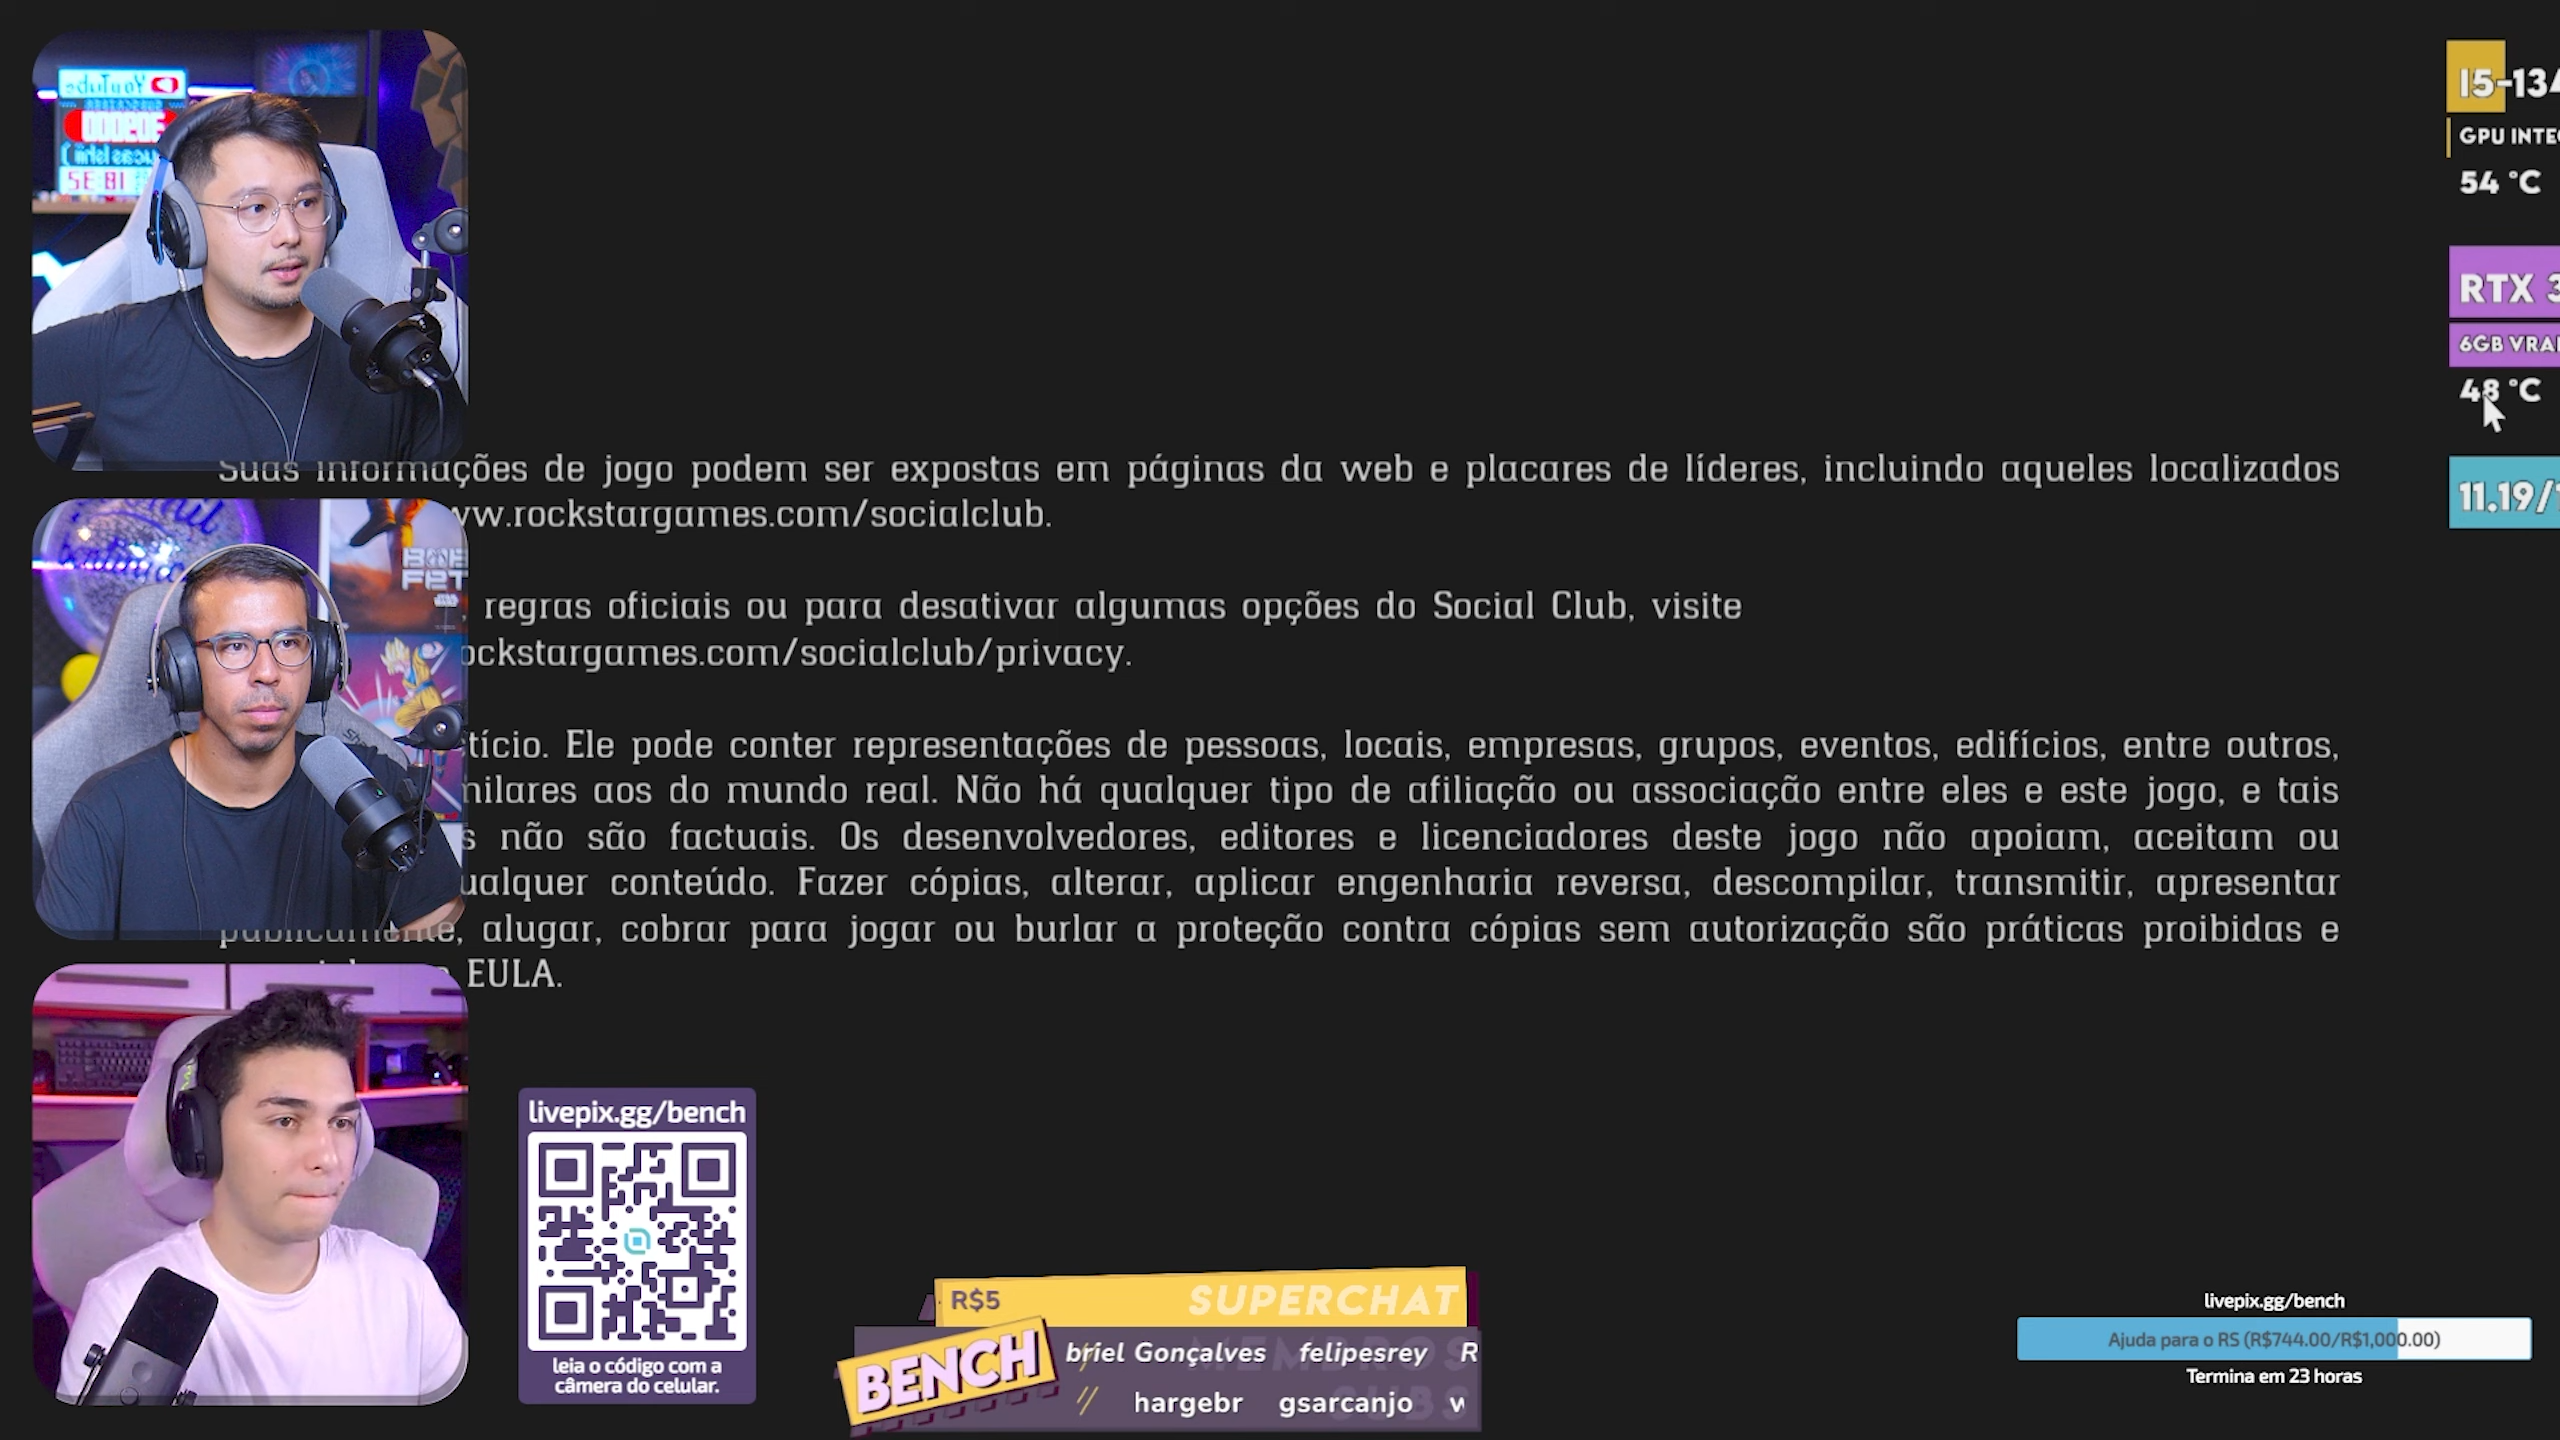 I5-134
GPU INTE
54 °C
RTX 3
6GB VRA
48 °C
11.19/1
Suas informações de jogo podem ser expostas em páginas da web e placares de líderes, incluindo aqueles localizados
ww.rockstargames.com/socialclub.
, regras oficiais ou para desativar algumas opções do Social Club, visite
ockstargames.com/socialclub/privacy.
tício. Ele pode conter representações de pessoas, locais, empresas, grupos, eventos, edifícios, entre outros,
milares aos do mundo real. Não há qualquer tipo de afiliação ou associação entre eles e este jogo, e tais
s não são factuais. Os desenvolvedores, editores e licenciadores deste jogo não apoiam, aceitam ou
ualquer conteúdo. Fazer cópias, alterar, aplicar engenharia reversa, descompilar, transmitir, apresentar
publicamente, alugar, cobrar para jogar ou burlar a proteção contra cópias sem autorização são práticas proibidas e
EULA.
livepix.gg/bench
leia o código com a
câmera do celular.
R$5 SUPERCHAT
BENCH
briel Gonçalves felipesrey R
// hargebr gsarcanjo v
MEMBROS
SUBS
livepix.gg/bench
Ajuda para o RS (R$744.00/R$1,000.00)
Termina em 23 horas